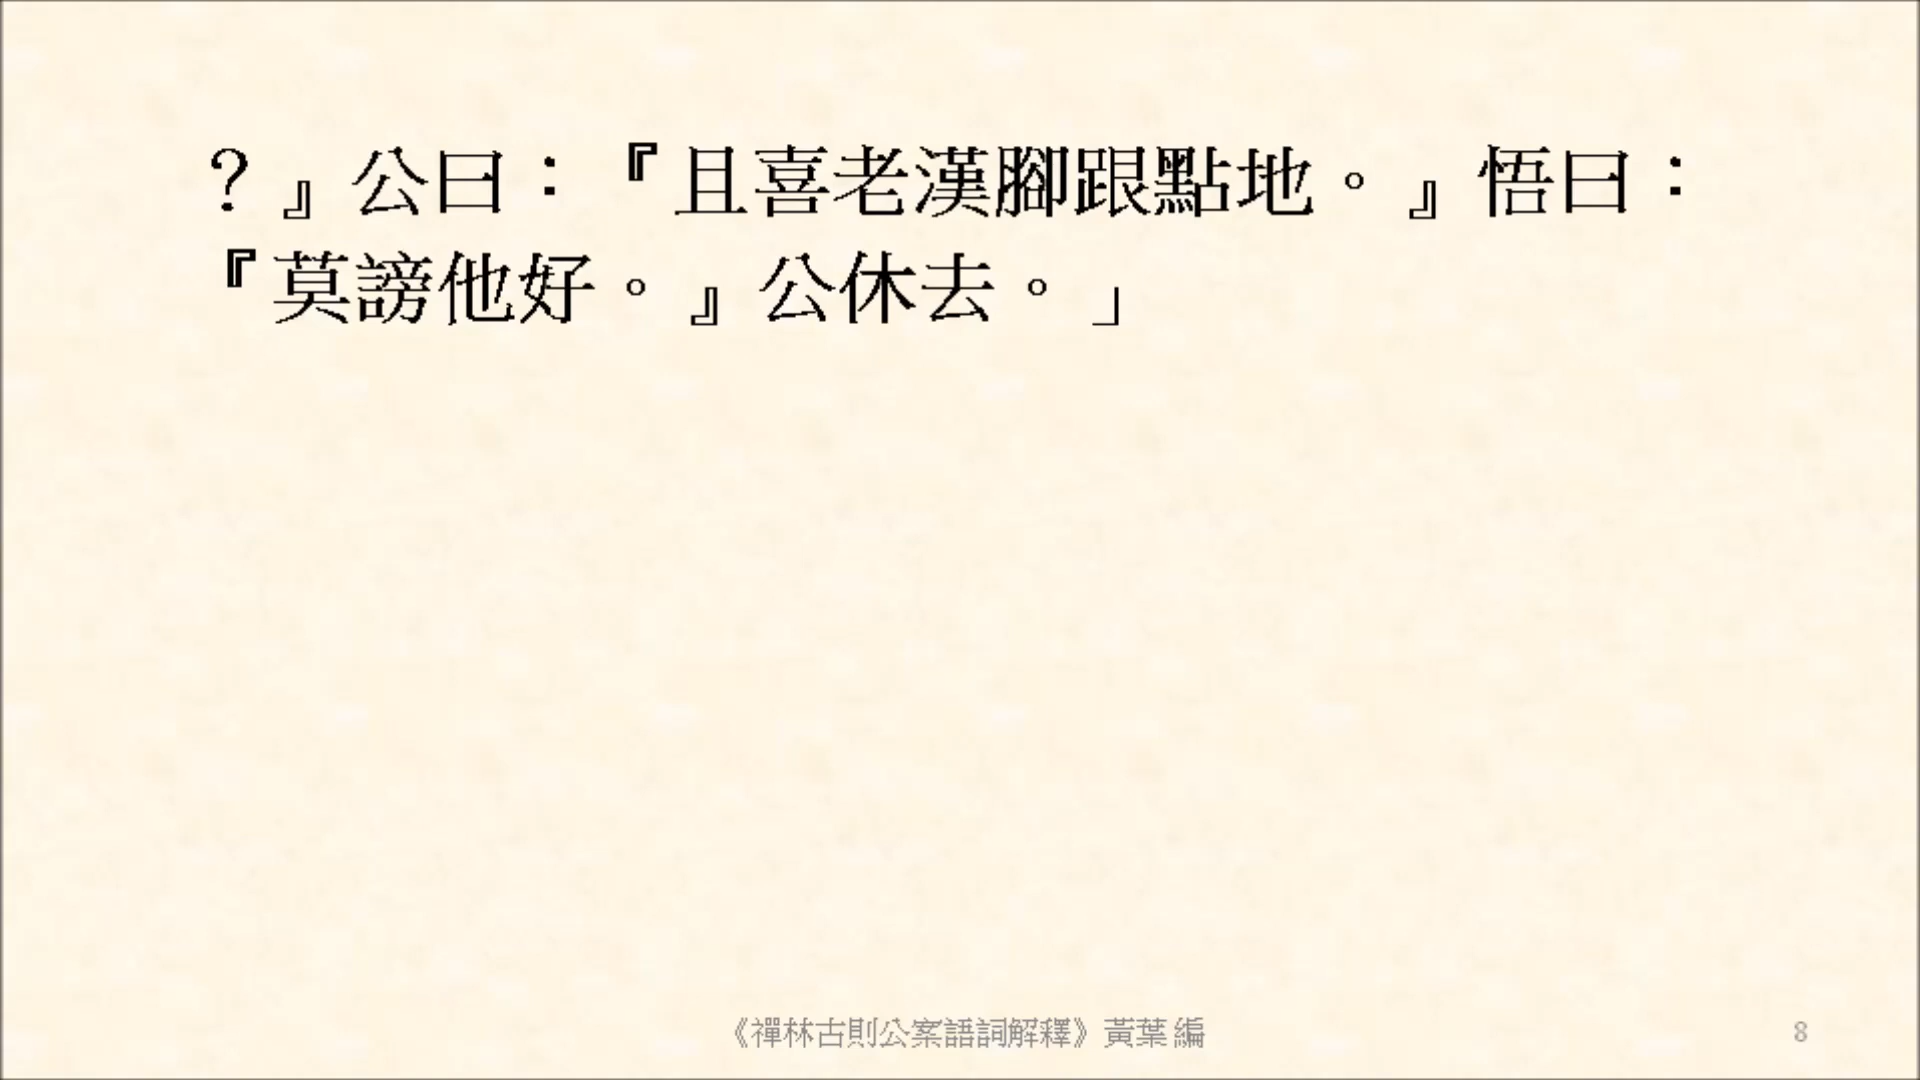 ？』公曰：『且喜老漢腳跟點地。』悟曰：
『莫謗他好。』公休去。」
《禪林古則公案語詞解釋》黃葉 編
8